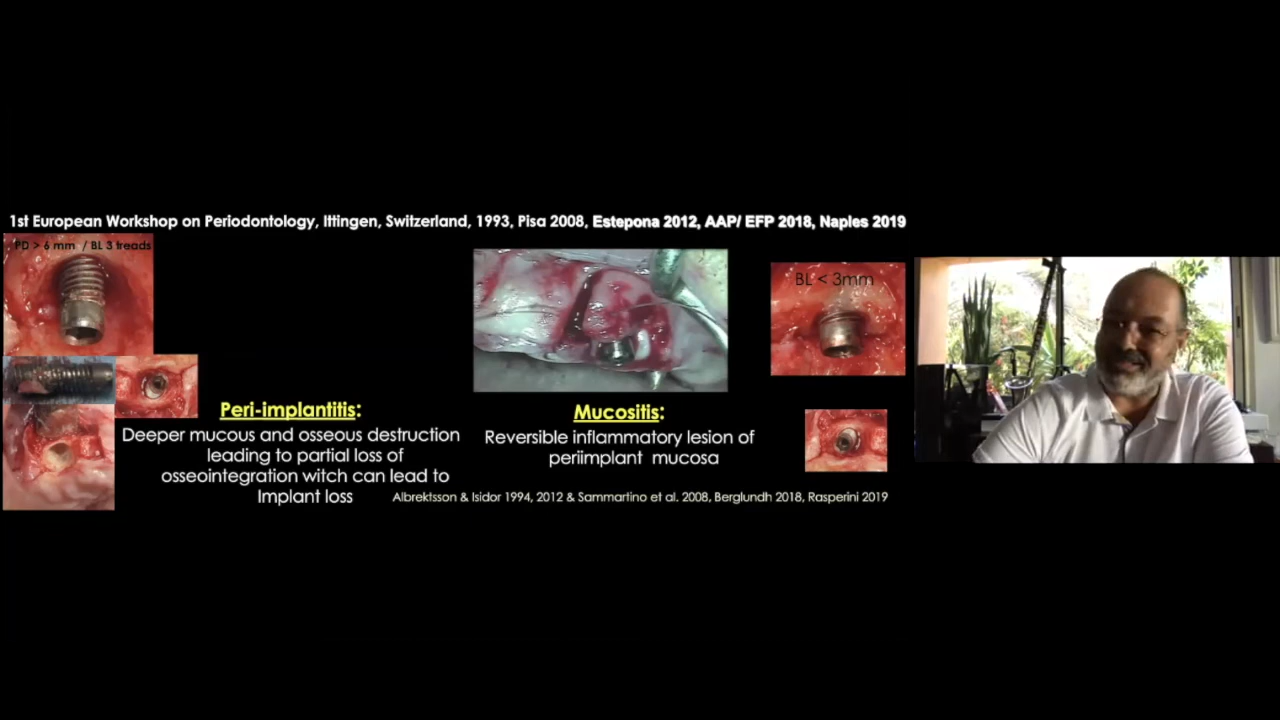 1st European Workshop on Periodontology, Ittingen, Switzerland, 1993, Pisa 2008, Estepona 2012, AAP/ EFP 2018, Naples 2019
PD > 6 mm / BL 3 treads
BL < 3mm
Peri-implantitis:
Deeper mucous and osseous destruction
leading to partial loss of
osseointegration witch can lead to
Implant loss
Mucositis:
Reversible inflammatory lesion of
periimplant mucosa
Albrektsson & Isidor 1994, 2012 & Sammartino et al. 2008, Berglundh 2018, Rasperini 2019